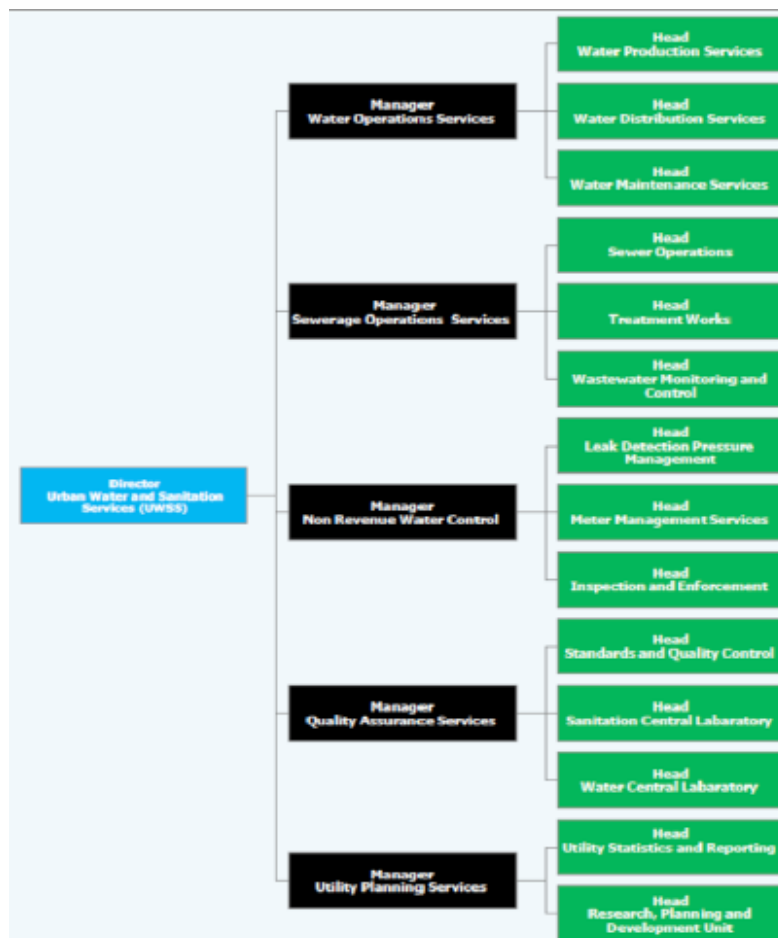 Head
Water Production Services
Manager
Water Operations Services
Head
Water Distribution Services
Head
Water Maintenance Services
Head
Sewer Operations
Manager
Sewerage Operations Services
Head
Treatment Works
Head
Wastewater Monitoring and
Control
Director
Urban Water and Sanitation
Services (UWSS)
Head
Leak Detection Pressure
Management
Manager
Non Revenue Water Control
Head
Meter Management Services
Head
Inspection and Enforcement
Head
Standards and Quality Control
Manager
Quality Assurance Services
Head
Sanitation Central Labaratory
Head
Water Central Labaratory
Head
Utility Statistics and Reporting
Manager
Utility Planning Services
Head
Research, Planning and
Development Unit